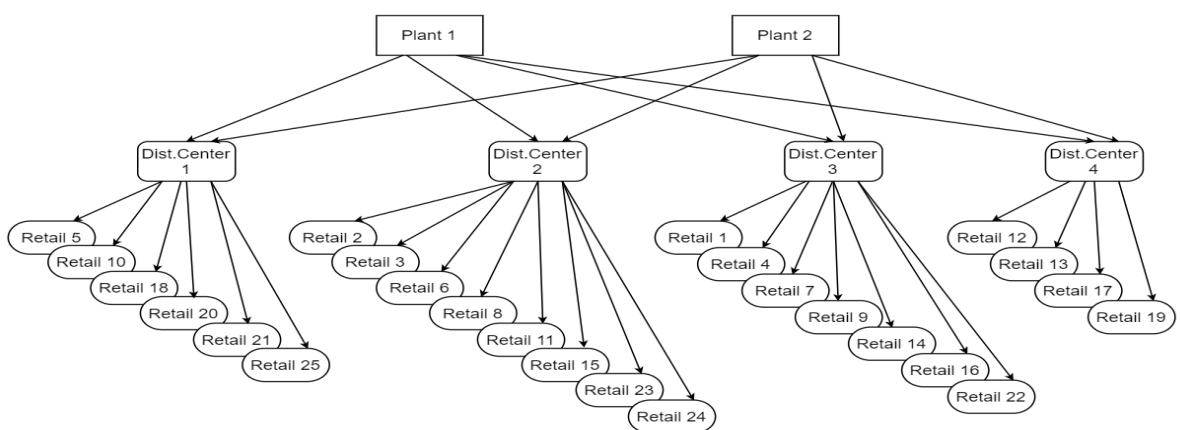 Plant 1
Plant 2
Dist.Center
1
Dist.Center
2
Dist.Center
3
Dist.Center
4
Retail 5
Retail 10
Retail 18
Retail 20
Retail 21
Retail 25
Retail 2
Retail 3
Retail 6
Retail 8
Retail 11
Retail 15
Retail 23
Retail 24
Retail 1
Retail 4
Retail 7
Retail 9
Retail 14
Retail 16
Retail 22
Retail 12
Retail 13
Retail 17
Retail 19